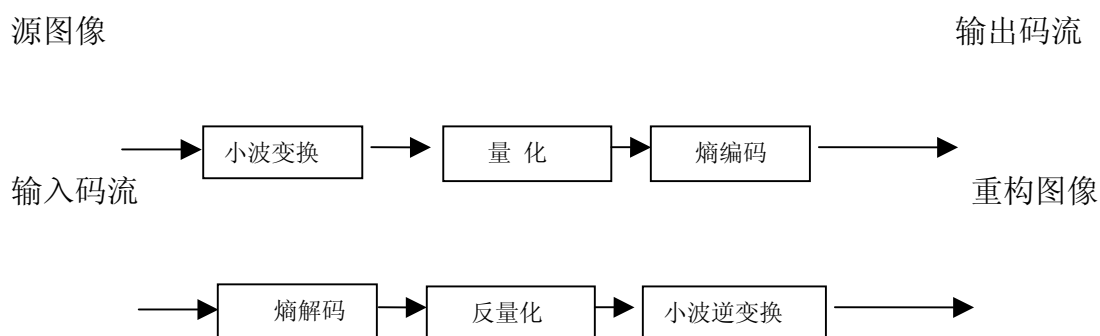 源图像 输出码流
小波变换 量 化 熵编码
输入码流 重构图像
熵解码 反量化 小波逆变换